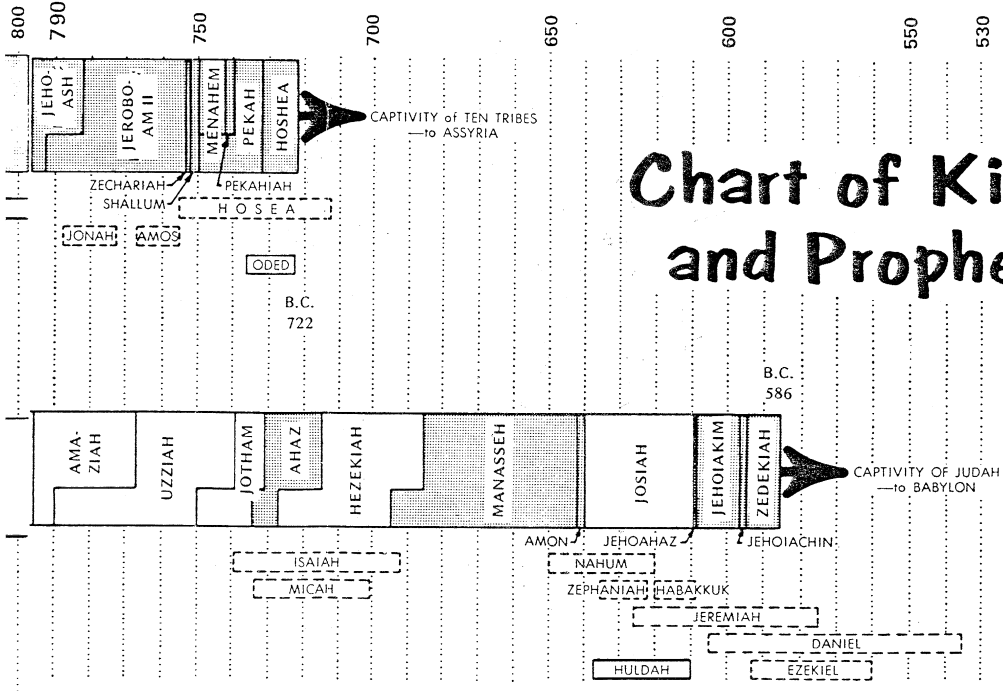 800
790
750
700
650
600
550
530
JEHO-
ASH
JEROBO-
AM II
MENAHEM
PEKAH
HOSHEA
CAPTIVITY of TEN TRIBES
—to ASSYRIA
ZECHARIAH
PEKAHIAH
SHALLUM
HOSEA
JONAH
AMOS
ODED
B.C.
722
Chart of Ki
and Prophe
B.C.
586
AMA-
ZIAH
UZZIAH
JOTHAM
AHAZ
HEZEKIAH
MANASSEH
JOSIAH
JEHOIAKIM
ZEDEKIAH
CAPTIVITY OF JUDAH
—to BABYLON
AMON
JEHOAHAZ
JEHOIACHIN
ISAIAH
NAHUM
MICAH
ZEPHANIAH
HABAKKUK
JEREMIAH
DANIEL
HULDAH
EZEKIEL